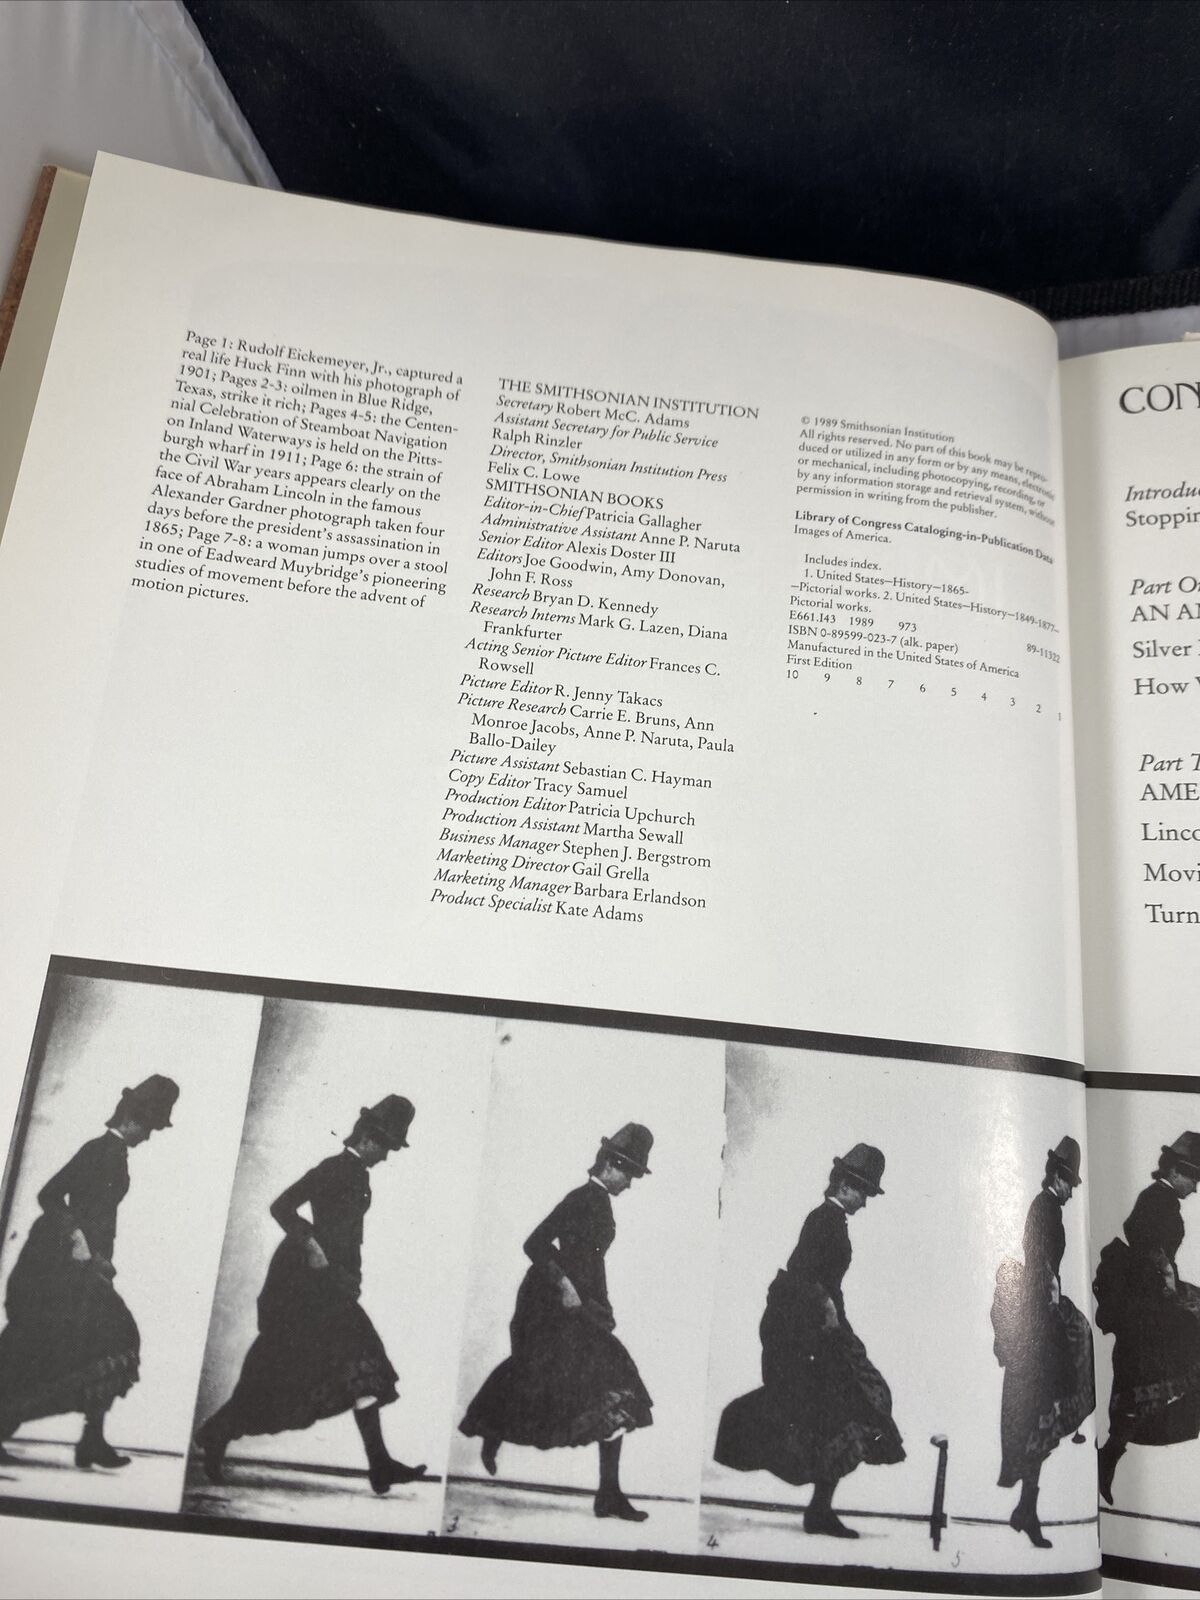 Page 1: Rudolf Eickemeyer, Jr., captured a
real life Huck Finn with his photograph of
1901; Pages 2-3: oilmen in Blue Ridge,
Texas, strike it rich; Pages 4-5: the Centen-
nial Celebration of Steamboat Navigation
on Inland Waterways is held on the Pitts-
burgh wharf in 1911; Page 6: the strain of
the Civil War years appears clearly on the
face of Abraham Lincoln in the famous
Alexander Gardner photograph taken four
days before the president's assassination in
1865; Page 7-8: a woman jumps over a stool
in one of Eadweard Muybridge's pioneering
studies of movement before the advent of
motion pictures.
THE SMITHSONIAN INSTITUTION
Secretary Robert McC. Adams
Assistant Secretary for Public Service
Ralph Rinzler
Director, Smithsonian Institution Press
Felix C. Lowe
SMITHSONIAN BOOKS
Editor-in-Chief Patricia Gallagher
Administrative Assistant Anne P. Naruta
Senior Editor Alexis Doster III
Editors Joe Goodwin, Amy Donovan,
John F. Ross
Research Bryan D. Kennedy
Research Interns Mark G. Lazen, Diana
Frankfurter
Acting Senior Picture Editor Frances C.
Rowsell
Picture Editor R. Jenny Takacs
Picture Research Carrie E. Bruns, Ann
Monroe Jacobs, Anne P. Naruta, Paula
Ballo-Dailey
Picture Assistant Sebastian C. Hayman
Copy Editor Tracy Samuel
Production Editor Patricia Upchurch
Production Assistant Martha Sewall
Business Manager Stephen J. Bergstrom
Marketing Director Gail Grella
Marketing Manager Barbara Erlandson
Product Specialist Kate Adams
© 1989 Smithsonian Institution
All rights reserved. No part of this book may be repro-
duced or utilized in any form or by any means, electronic
or mechanical, including photocopying, recording, or
by any information storage and retrieval system, without
permission in writing from the publisher.
Library of Congress Cataloging-in-Publication Data
Images of America.
Includes index.
1. United States—History—1865-
—Pictorial works. 2. United States—History—1849-1877—
Pictorial works.
E661.I43 1989 973 89-11322
ISBN 0-89599-023-7 (alk. paper)
Manufactured in the United States of America
First Edition
10 9 8 7 6 5 4 3 2 1
CON
Introdu
Stoppin
Part O
AN A
Silver
How
Part T
AME
Linco
Movi
Turn
3
4
5